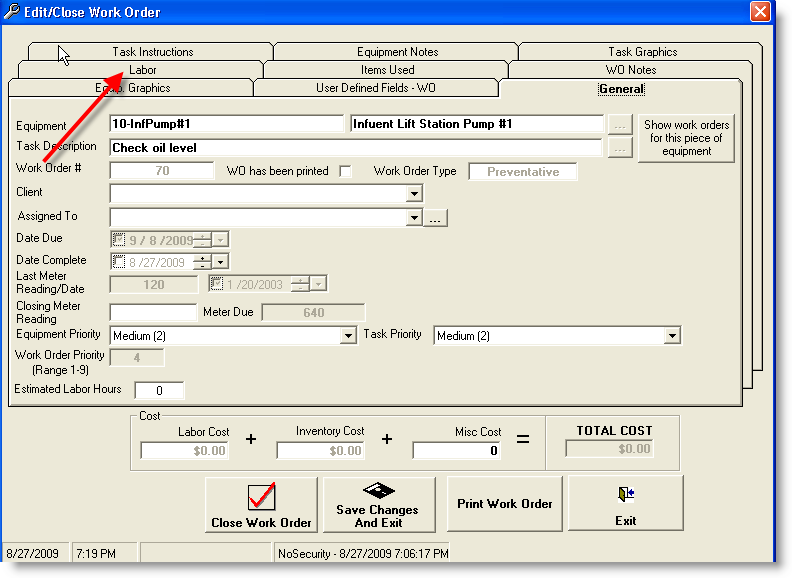 Edit/Close Work Order
Task Instructions Equipment Notes Task Graphics
Labor Items Used WO Notes
Equip. Graphics User Defined Fields - WO General
Equipment 10-InfPump#1 Infuent Lift Station Pump #1 ...
Show work orders for this piece of equipment
Task Description Check oil level ...
Work Order # 70 WO has been printed Work Order Type Preventative
Client
Assigned To ...
Date Due 9 / 8 /2009
Date Complete 8 /27/2009
Last Meter Reading/Date 120 1 /20/2003
Closing Meter Reading Meter Due 640
Equipment Priority Medium (2) Task Priority Medium (2)
Work Order Priority (Range 1-9) 4
Estimated Labor Hours 0
Cost
Labor Cost + Inventory Cost + Misc Cost = TOTAL COST
$0.00 $0.00 0 $0.00
Close Work Order Save Changes And Exit Print Work Order Exit
8/27/2009 7:19 PM NoSecurity - 8/27/2009 7:06:17 PM